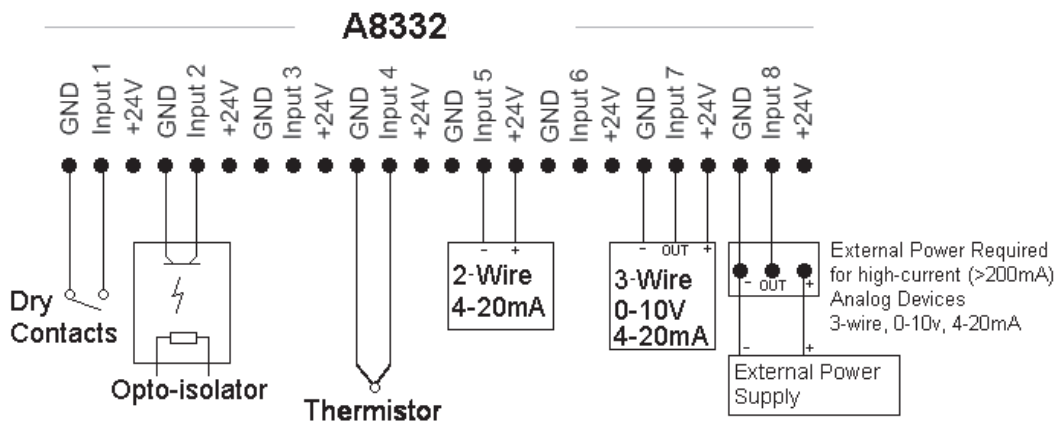 A8332
GND Input 1 +24V GND Input 2 +24V GND Input 3 +24V GND Input 4 +24V GND Input 5 +24V GND Input 6 +24V GND Input 7 +24V GND Input 8 +24V
Dry
Contacts
Opto-isolator
Thermistor
- +
2-Wire
4-20mA
- OUT +
3-Wire
0-10V
4-20mA
- OUT +
External Power Required
for high-current (>200mA)
Analog Devices
3-wire, 0-10v, 4-20mA
- +
External Power
Supply